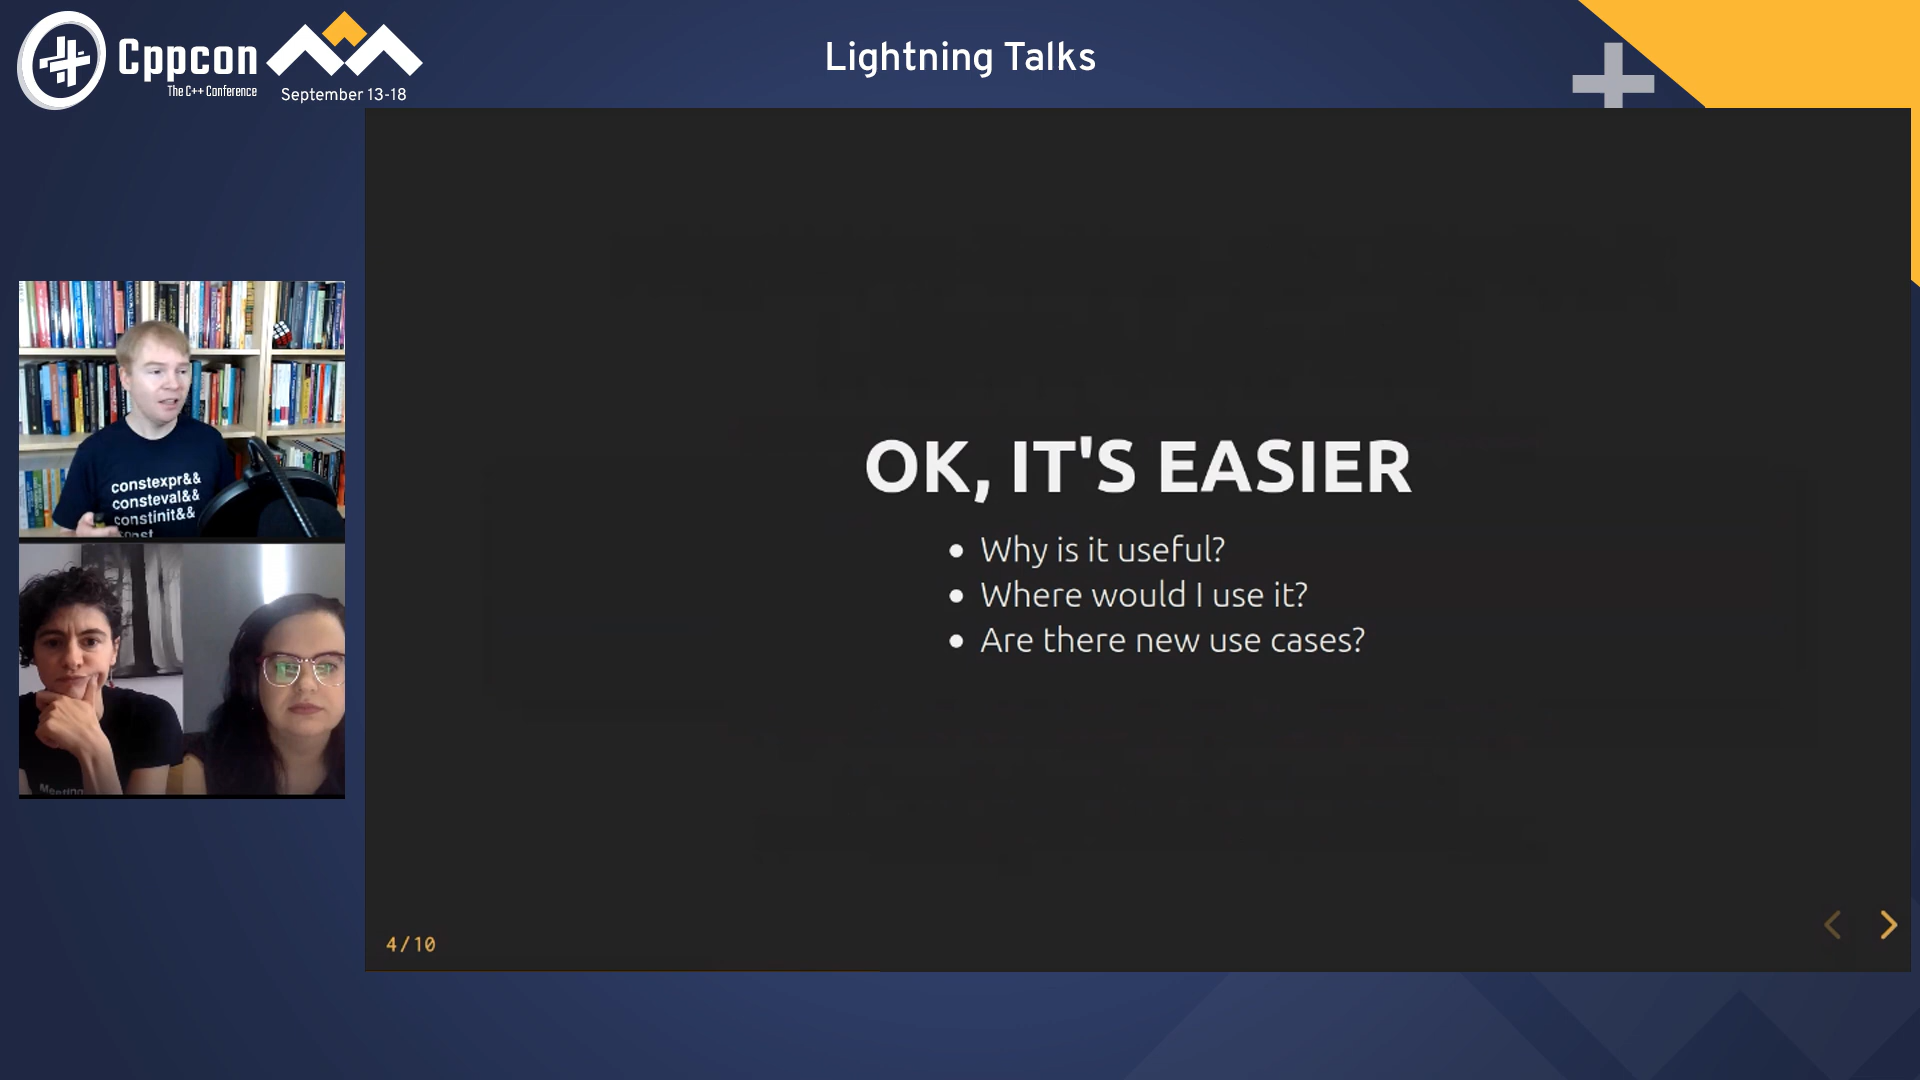 Cppcon
The C++ Conference
September 13-18
Lightning Talks
constexpr&&
consteval&&
constinit&&
const
OK, IT'S EASIER
Why is it useful?
Where would I use it?
Are there new use cases?
4/10